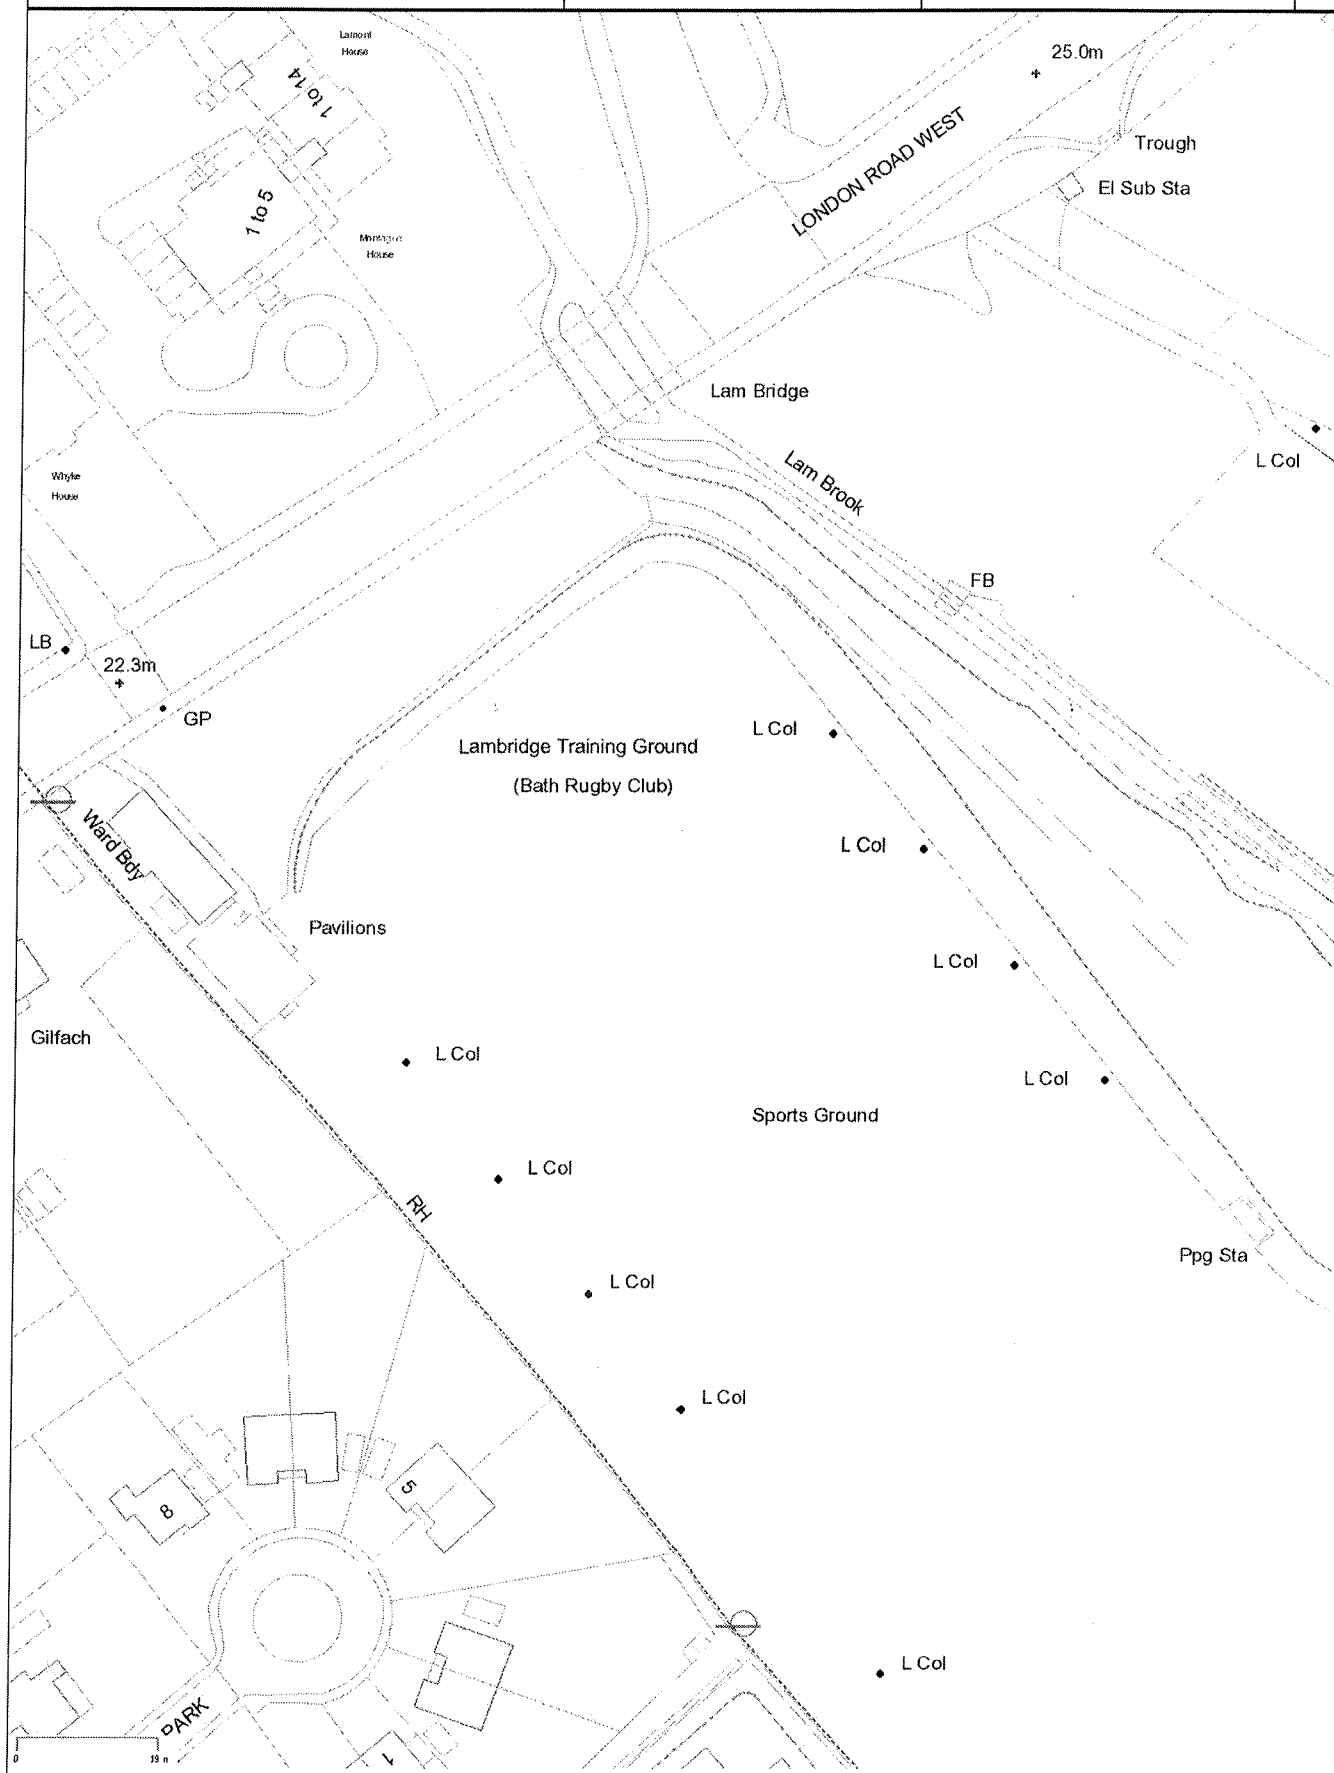 Lamont
House
25.0m
1 to 14
LONDON ROAD WEST
Trough
El Sub Sta
1 to 5
Montague
House
Lam Bridge
L Col
Lam Brook
Whyke
House
FB
LB
22.3m
GP
L Col
Lambridge Training Ground
(Bath Rugby Club)
Ward Bdy
L Col
Pavilions
L Col
Gilfach
L Col
L Col
Sports Ground
L Col
RH
Ppg Sta
L Col
L Col
5
8
L Col
PARK
1
0
19 m